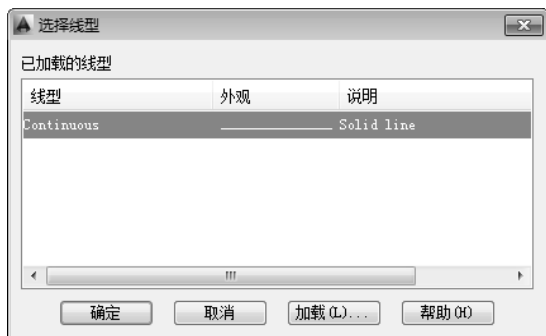 选择线型
已加载的线型
线型 外观 说明
Continuous Solid line
确定 取消 加载(L)... 帮助(H)